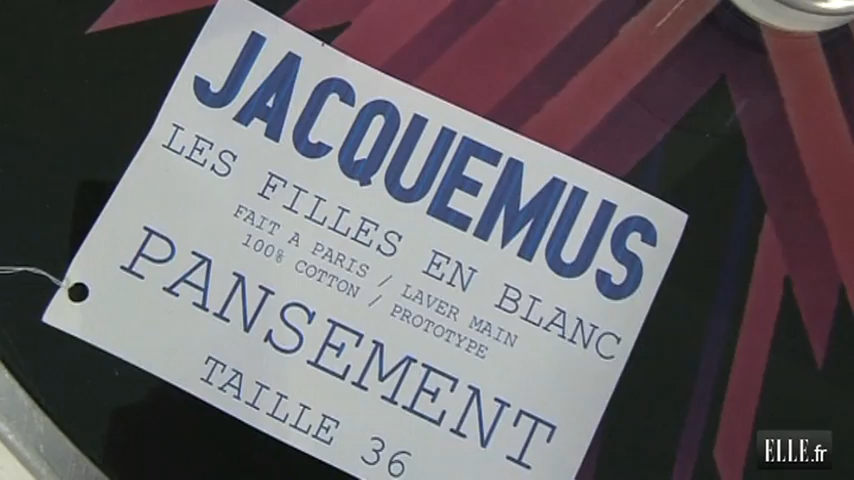 JACQUEMUS
LES FILLES EN BLANC
FAIT A PARIS / LAVER MAIN
100% COTTON / PROTOTYPE
PANSEMENT
TAILLE 36
ELLE.fr